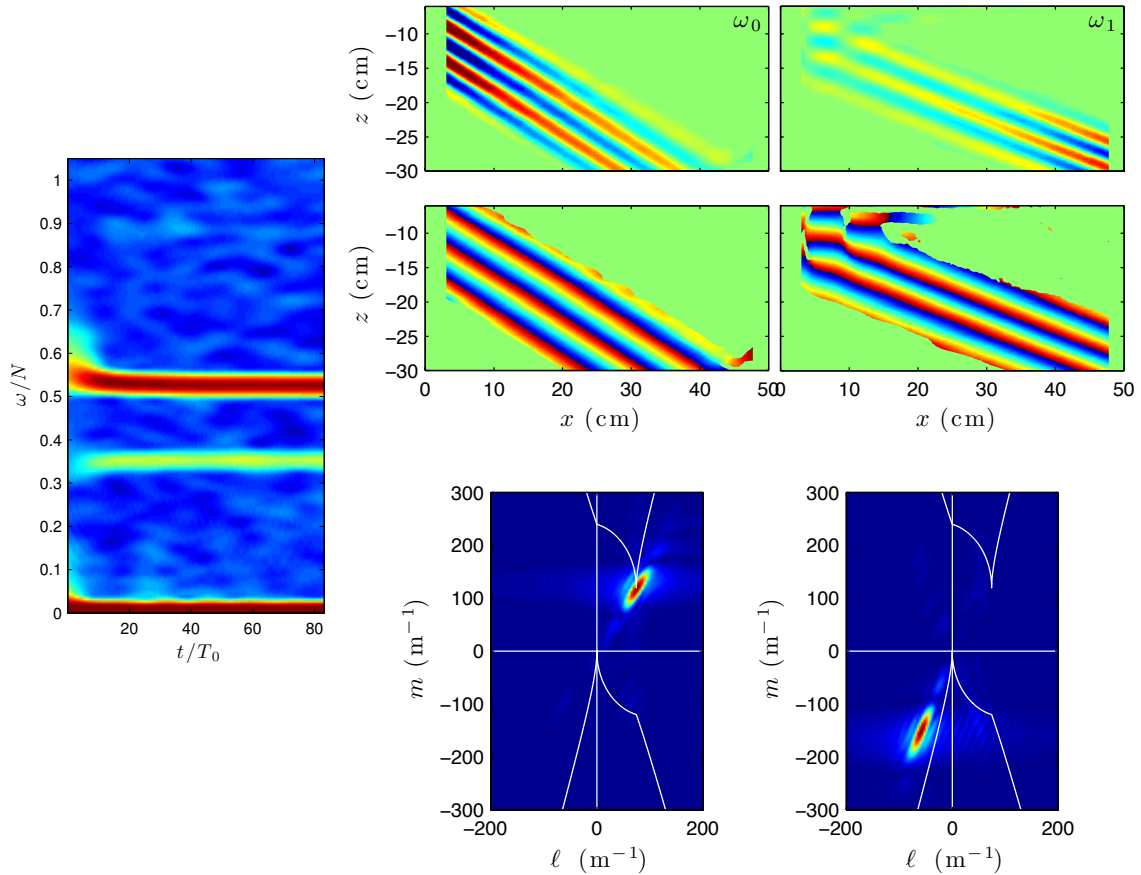 ω₀
ω₁
−10
−15
−20
−25
−30
z (cm)
−10
−15
−20
−25
−30
z (cm)
0 10 20 30 40 50 0 10 20 30 40 50
x (cm)
x (cm)
1
0.9
0.8
0.7
0.6
0.5
0.4
0.3
0.2
0.1
0
ω/N
20 40 60 80
t/T₀
300
200
100
0
−100
−200
−300
m (m⁻¹)
−200 0 200
ℓ (m⁻¹)
300
200
100
0
−100
−200
−300
m (m⁻¹)
−200 0 200
ℓ (m⁻¹)